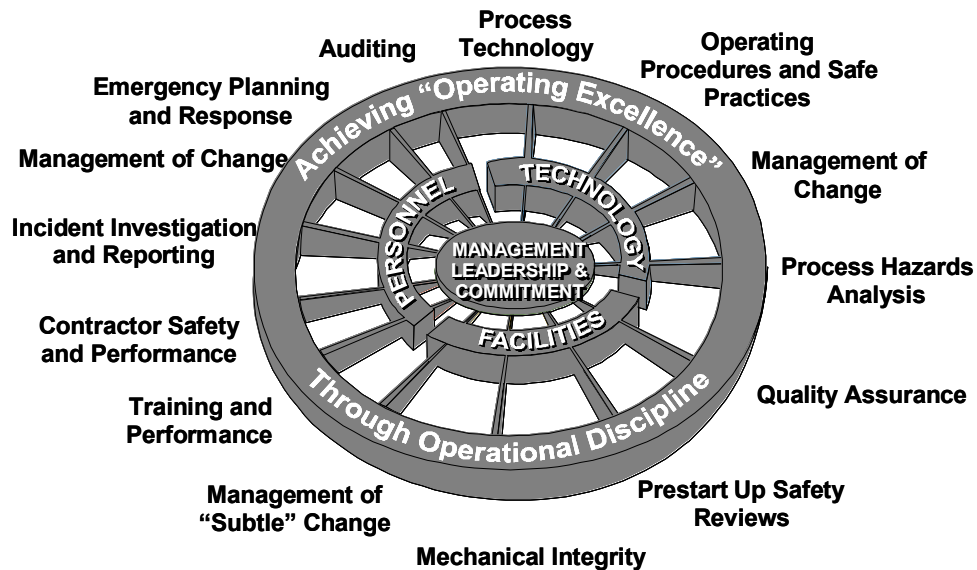 Process
Technology
Auditing
Operating
Procedures and Safe
Practices
Emergency Planning
and Response
Achieving “Operating Excellence”
Management of Change
Management of
Change
PERSONNEL
TECHNOLOGY
Incident Investigation
and Reporting
MANAGEMENT
LEADERSHIP &
COMMITMENT
Process Hazards
Analysis
FACILITIES
Contractor Safety
and Performance
Quality Assurance
Through Operational Discipline
Training and
Performance
Management of
“Subtle” Change
Prestart Up Safety
Reviews
Mechanical Integrity